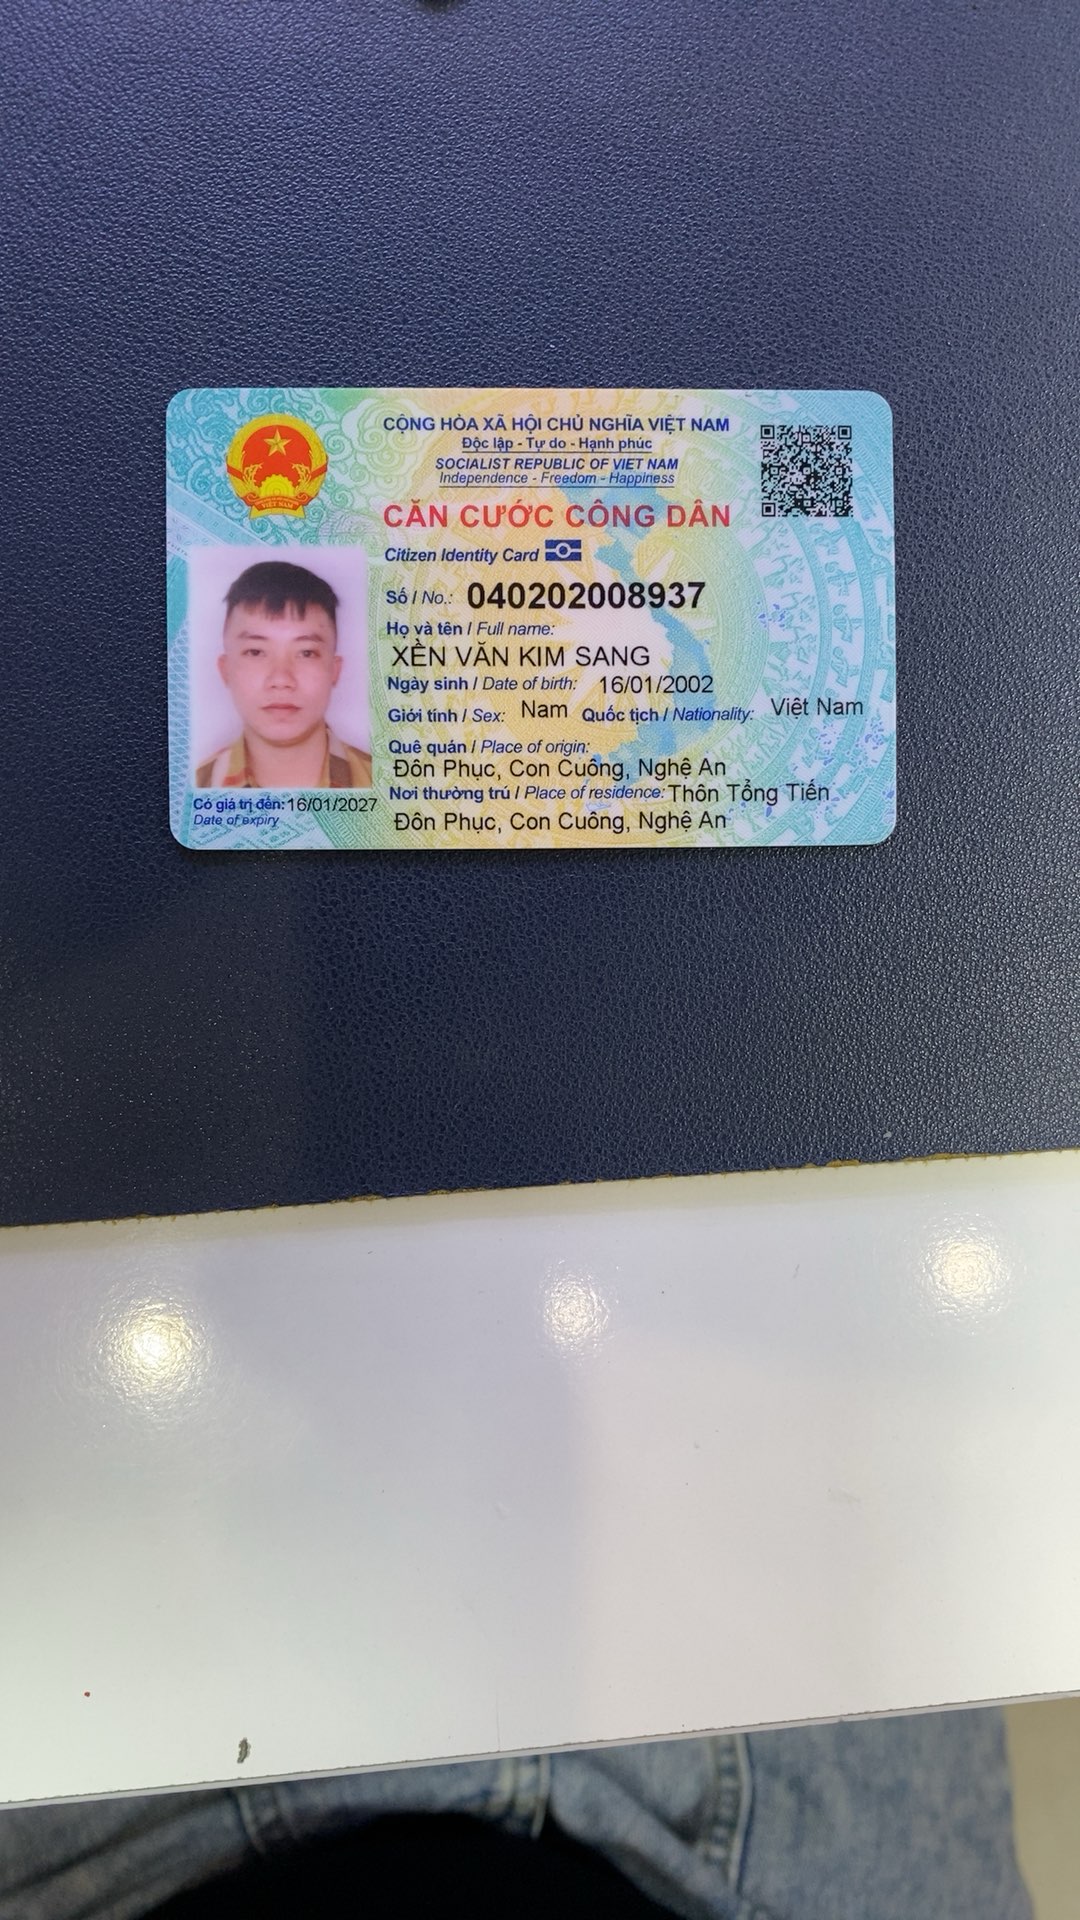 CỘNG HÒA XÃ HỘI CHỦ NGHĨA VIỆT NAM
Độc lập - Tự do - Hạnh phúc
SOCIALIST REPUBLIC OF VIET NAM
Independence - Freedom - Happiness
CĂN CƯỚC CÔNG DÂN
Citizen Identity Card
Số / No.: 040202008937
Họ và tên / Full name:
XỀN VĂN KIM SANG
Ngày sinh / Date of birth: 16/01/2002
Giới tính / Sex: Nam Quốc tịch / Nationality: Việt Nam
Quê quán / Place of origin:
Đôn Phục, Con Cuông, Nghệ An
Nơi thường trú / Place of residence: Thôn Tổng Tiến
Đôn Phục, Con Cuông, Nghệ An
Có giá trị đến: 16/01/2027
Date of expiry
VIỆT NAM